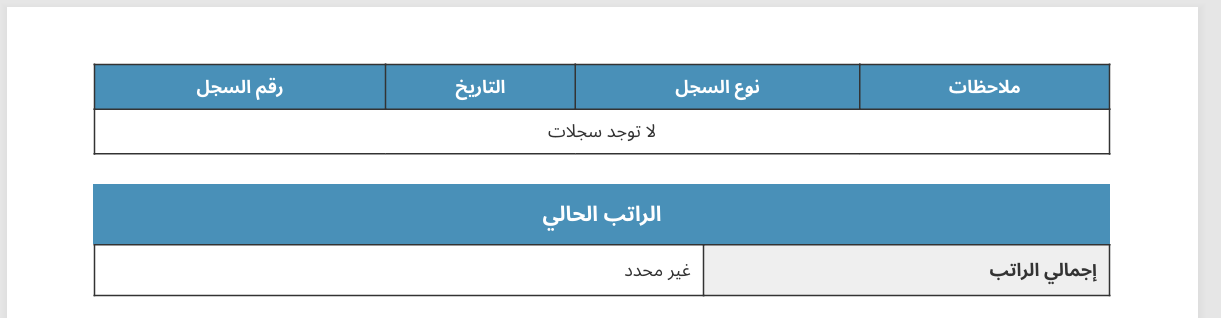 ملاحظات نوع السجل التاريخ رقم السجل
لا توجد سجلات
الراتب الحالي
إجمالي الراتب غير محدد